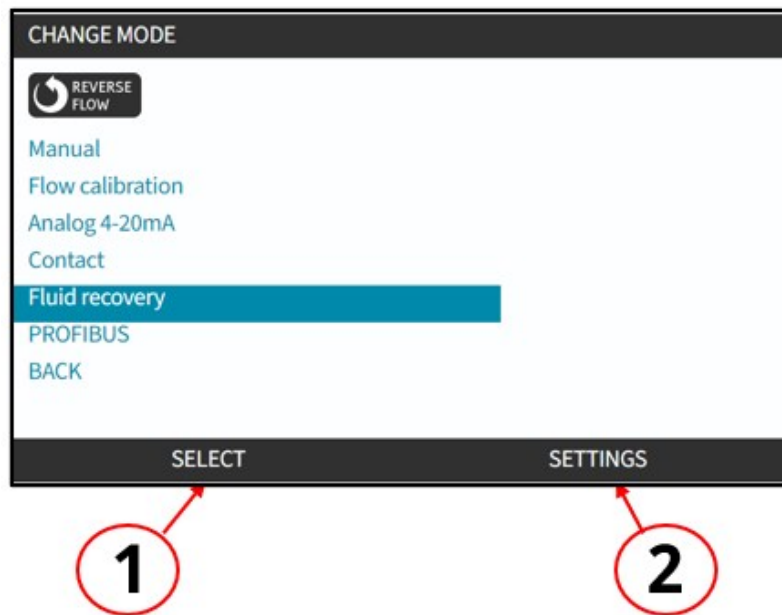 CHANGE MODE
REVERSE
FLOW
Manual
Flow calibration
Analog 4-20mA
Contact
Fluid recovery
PROFIBUS
BACK
SELECT SETTINGS
1 2